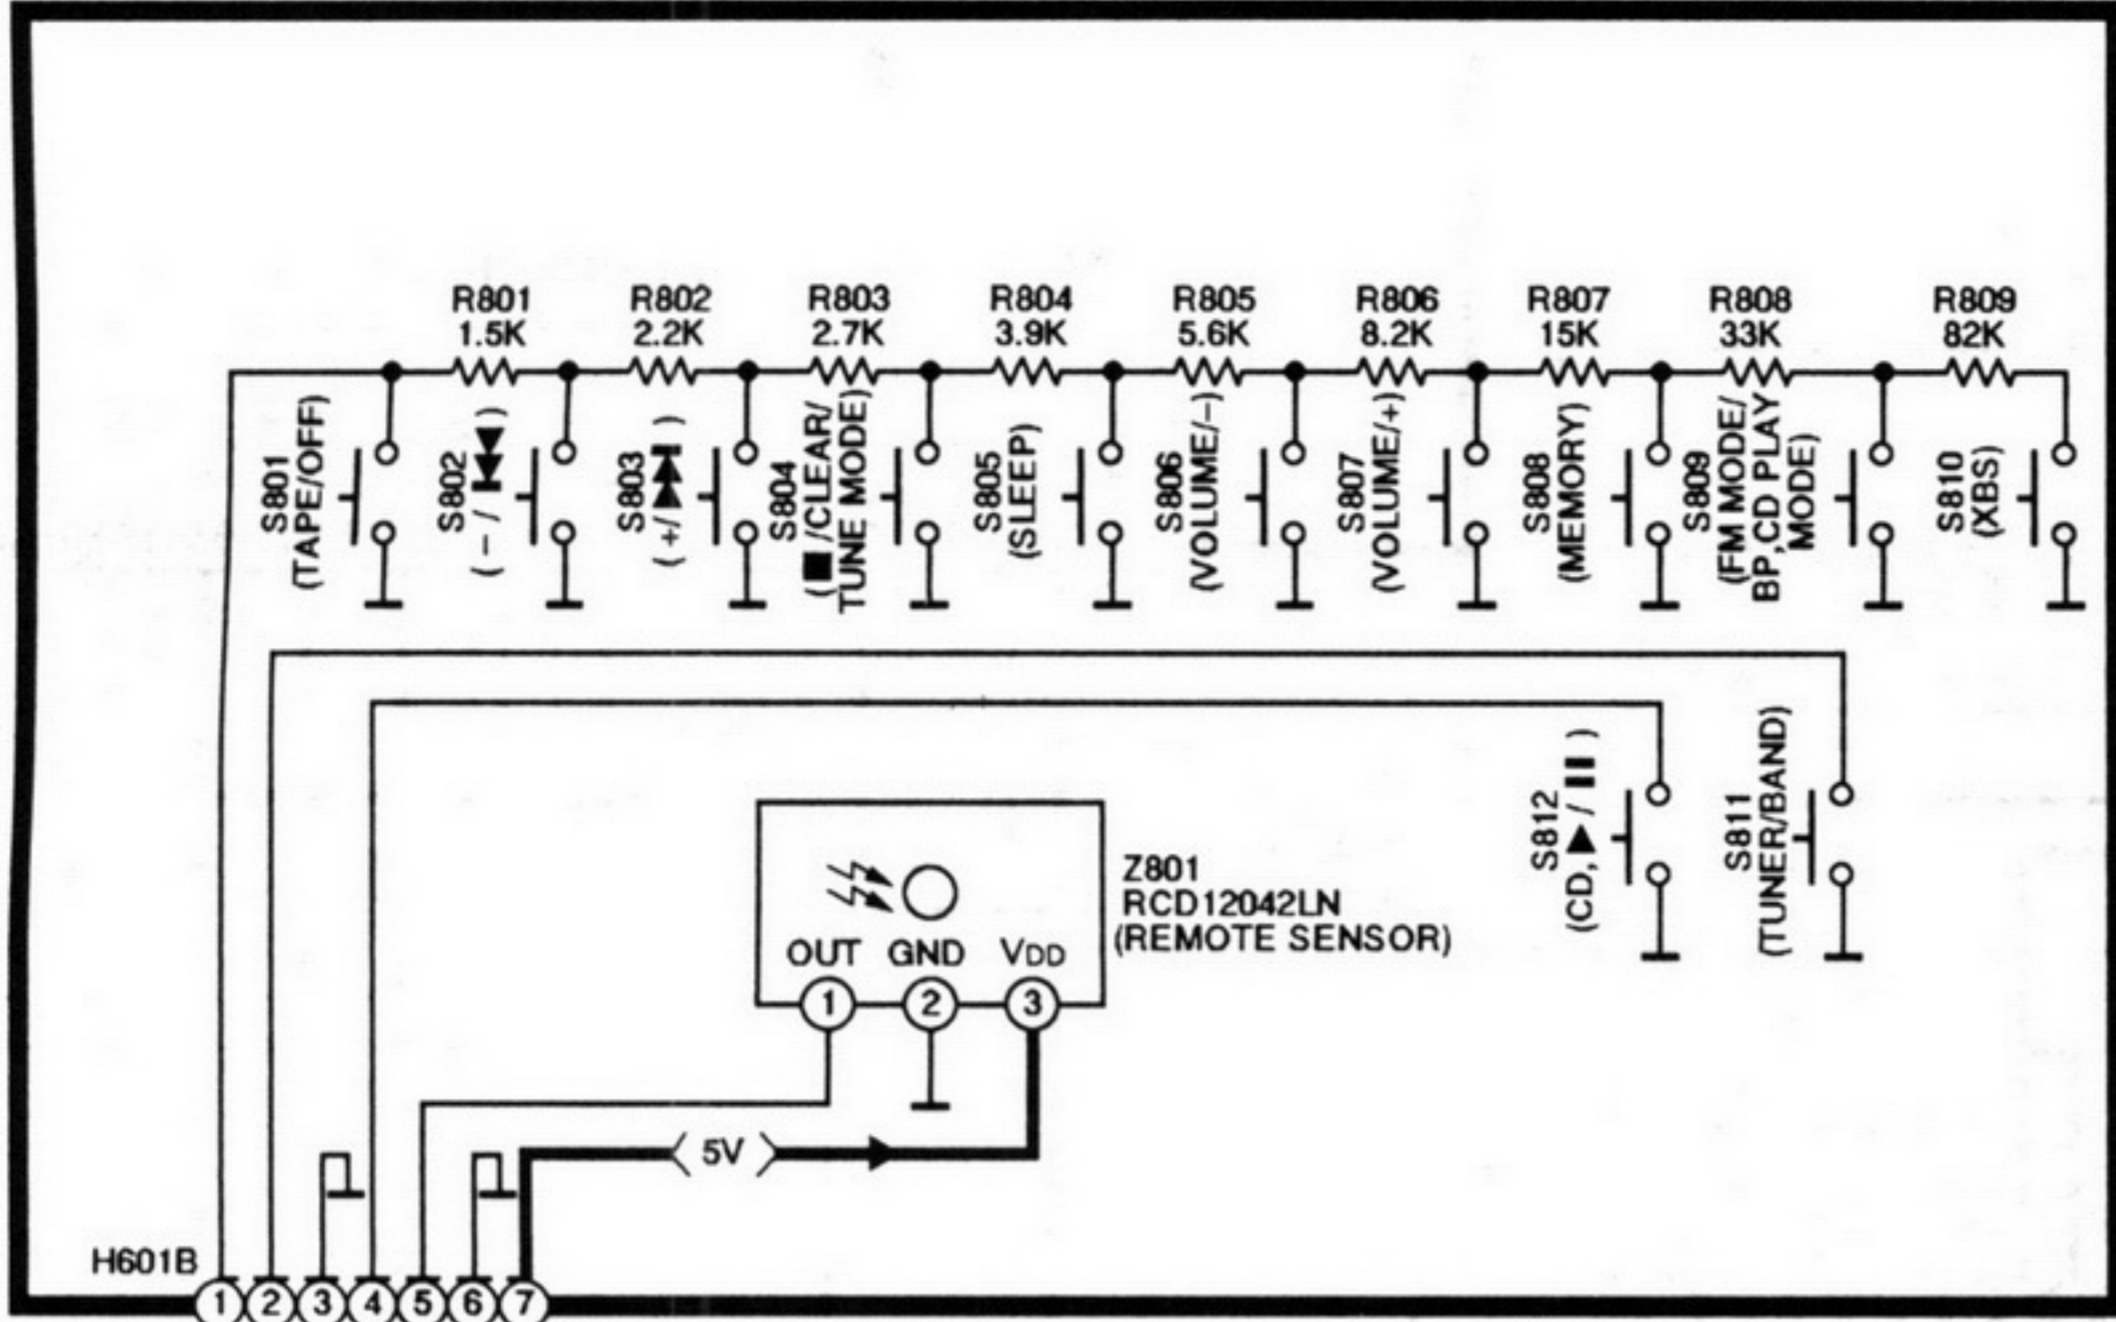 R801
1.5K
R802
2.2K
R803
2.7K
R804
3.9K
R805
5.6K
R806
8.2K
R807
15K
R808
33K
R809
82K
S801
(TAPE/OFF)
S802
( – / ⏭ )
S803
( +/ ⏭ )
S804
( ■ /CLEAR/
TUNE MODE)
S805
(SLEEP)
S806
(VOLUME/–)
S807
(VOLUME/+)
S808
(MEMORY)
S809
(FM MODE/
BP,CD PLAY
MODE)
S810
(XBS)
S812
(CD, ▶ / ❚❚ )
S811
(TUNER/BAND)
Z801
RCD12042LN
(REMOTE SENSOR)
OUT GND VDD
1 2 3
5V
H601B
1 2 3 4 5 6 7